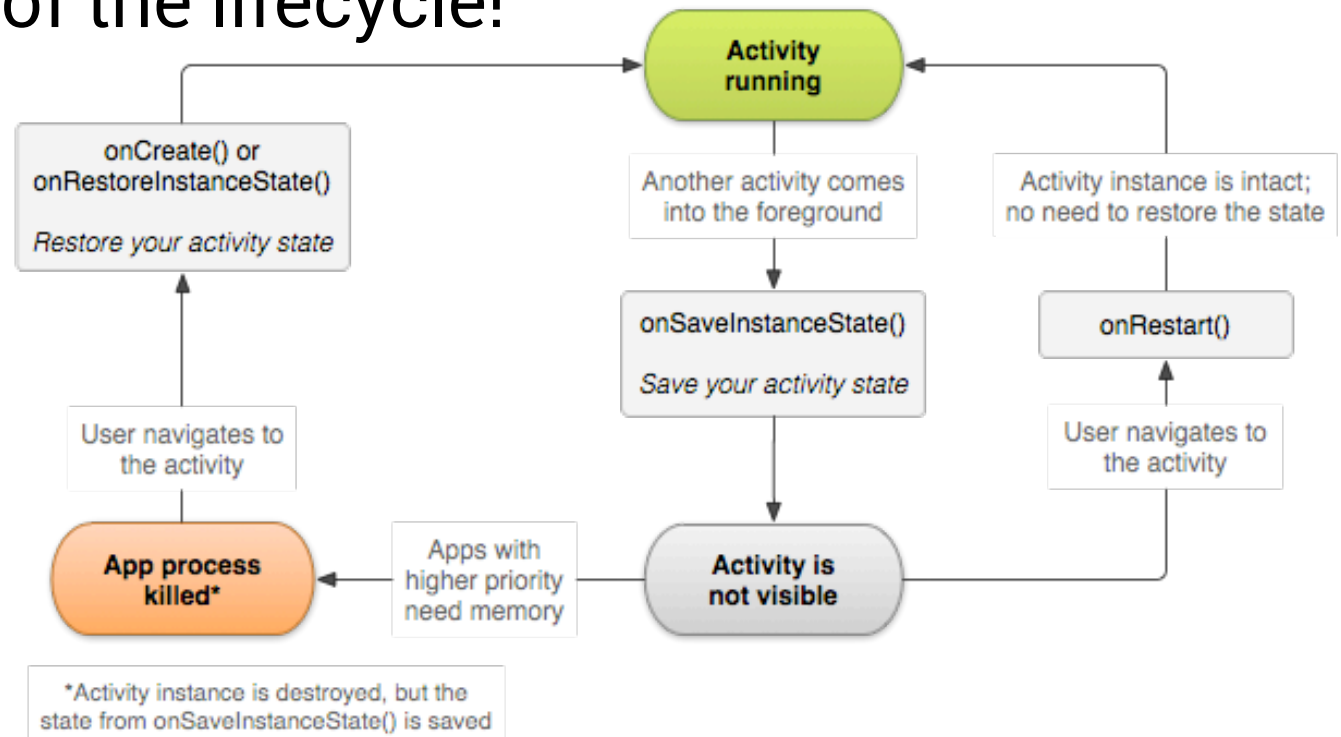 of the lifecycle!
Activity
running
onCreate() or
onRestoreInstanceState()
Restore your activity state
Another activity comes
into the foreground
Activity instance is intact;
no need to restore the state
onSaveInstanceState()
Save your activity state
onRestart()
User navigates to
the activity
User navigates to
the activity
App process
killed*
Apps with
higher priority
need memory
Activity is
not visible
*Activity instance is destroyed, but the
state from onSaveInstanceState() is saved